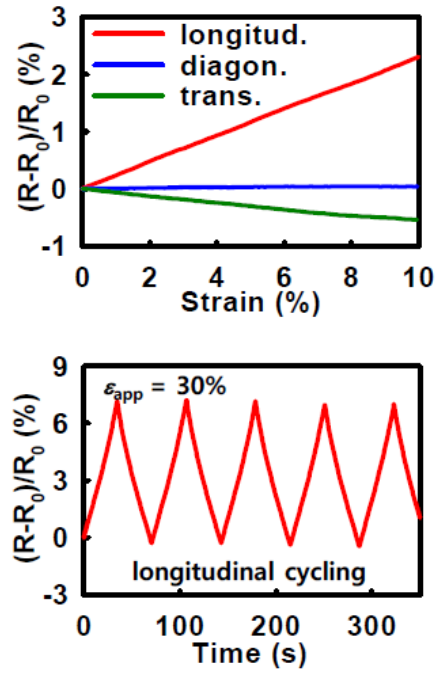 3
2
1
0
-1
(R-R₀)/R₀ (%)
longitud.
diagon.
trans.
0 2 4 6 8 10
Strain (%)
9
6
3
0
-3
(R-R₀)/R₀ (%)
εapp = 30%
longitudinal cycling
0 100 200 300
Time (s)